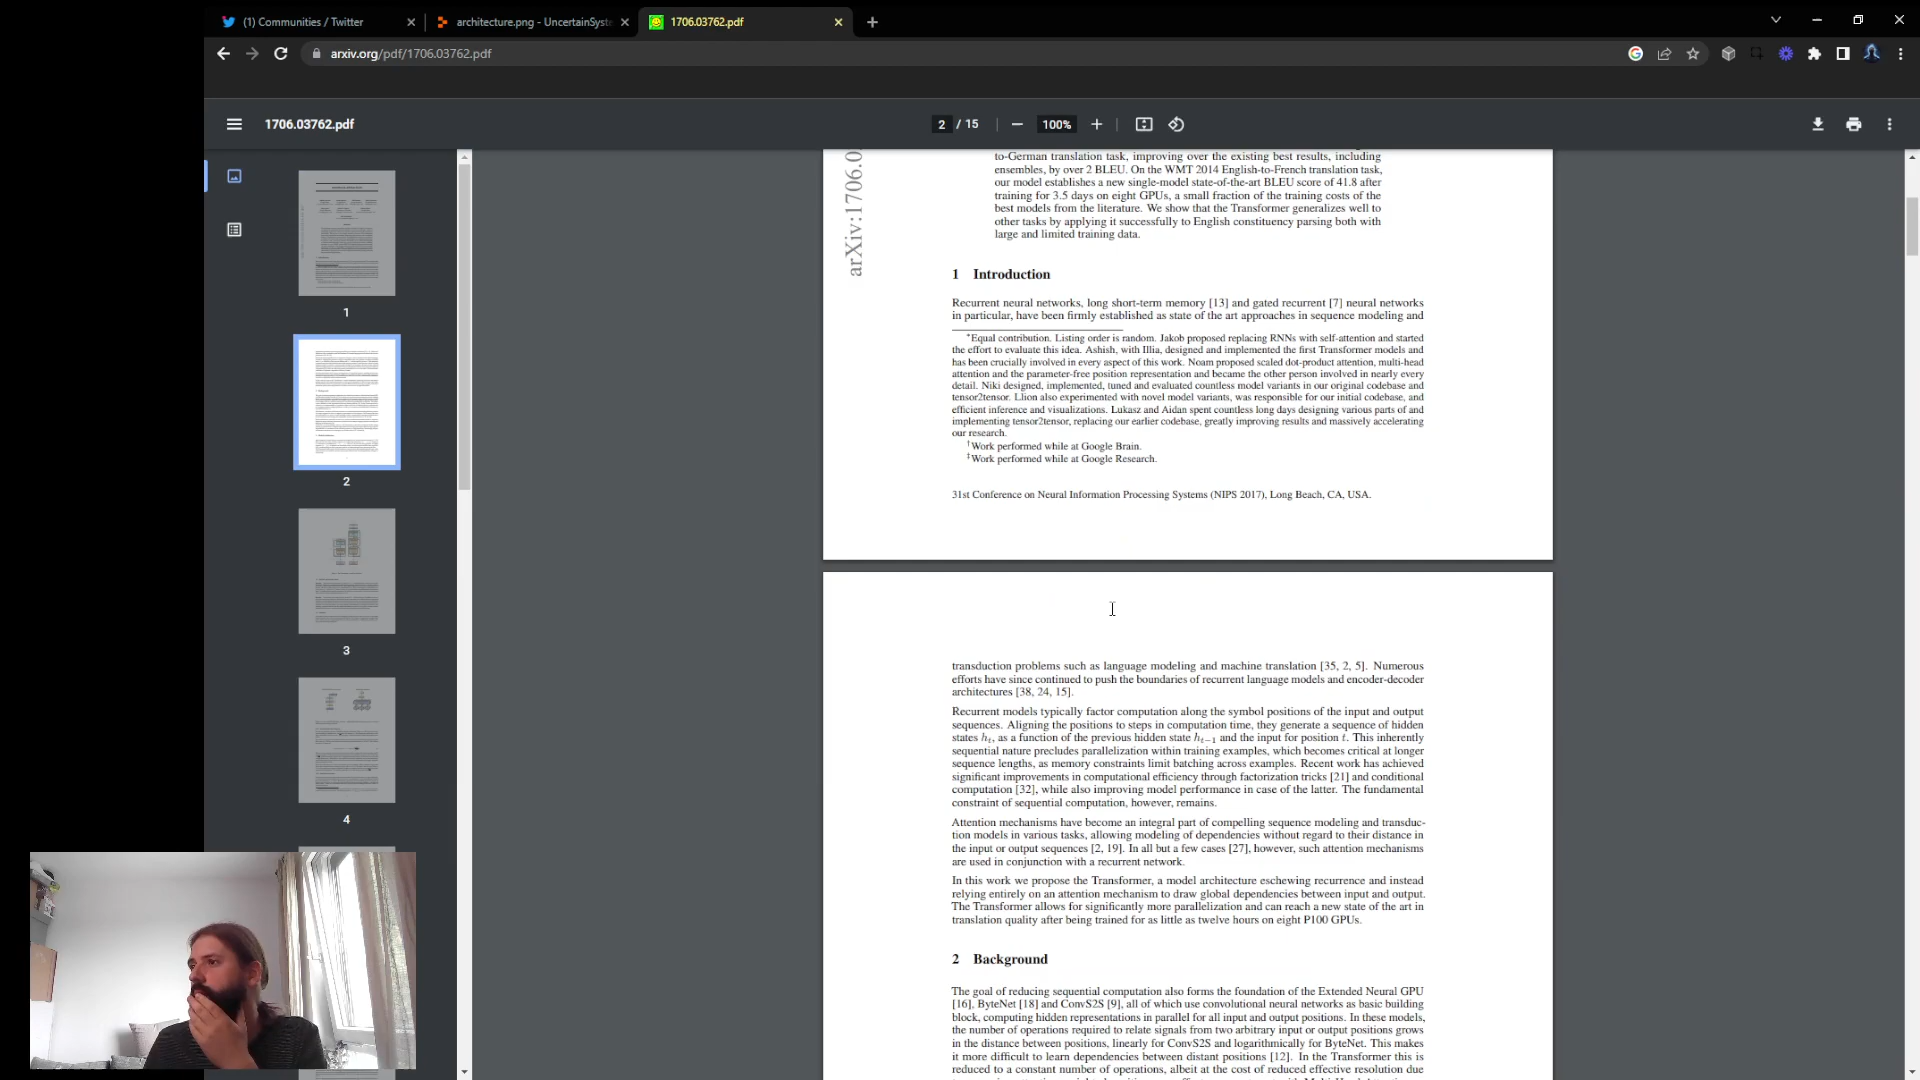 (1) Communities / Twitter
architecture.png - UncertainSyst
1706.03762.pdf
arxiv.org/pdf/1706.03762.pdf
1706.03762.pdf
2 / 15
100%
1
2
3
4
arXiv:1706.0
to-German translation task, improving over the existing best results, including
ensembles, by over 2 BLEU. On the WMT 2014 English-to-French translation task,
our model establishes a new single-model state-of-the-art BLEU score of 41.8 after
training for 3.5 days on eight GPUs, a small fraction of the training costs of the
best models from the literature. We show that the Transformer generalizes well to
other tasks by applying it successfully to English constituency parsing both with
large and limited training data.
1 Introduction
Recurrent neural networks, long short-term memory [13] and gated recurrent [7] neural networks
in particular, have been firmly established as state of the art approaches in sequence modeling and
*Equal contribution. Listing order is random. Jakob proposed replacing RNNs with self-attention and started
the effort to evaluate this idea. Ashish, with Illia, designed and implemented the first Transformer models and
has been crucially involved in every aspect of this work. Noam proposed scaled dot-product attention, multi-head
attention and the parameter-free position representation and became the other person involved in nearly every
detail. Niki designed, implemented, tuned and evaluated countless model variants in our original codebase and
tensor2tensor. Llion also experimented with novel model variants, was responsible for our initial codebase, and
efficient inference and visualizations. Lukasz and Aidan spent countless long days designing various parts of and
implementing tensor2tensor, replacing our earlier codebase, greatly improving results and massively accelerating
our research.
†Work performed while at Google Brain.
‡Work performed while at Google Research.
31st Conference on Neural Information Processing Systems (NIPS 2017), Long Beach, CA, USA.
transduction problems such as language modeling and machine translation [35, 2, 5]. Numerous
efforts have since continued to push the boundaries of recurrent language models and encoder-decoder
architectures [38, 24, 15].
Recurrent models typically factor computation along the symbol positions of the input and output
sequences. Aligning the positions to steps in computation time, they generate a sequence of hidden
states hₜ, as a function of the previous hidden state hₜ₋₁ and the input for position t. This inherently
sequential nature precludes parallelization within training examples, which becomes critical at longer
sequence lengths, as memory constraints limit batching across examples. Recent work has achieved
significant improvements in computational efficiency through factorization tricks [21] and conditional
computation [32], while also improving model performance in case of the latter. The fundamental
constraint of sequential computation, however, remains.
Attention mechanisms have become an integral part of compelling sequence modeling and transduc-
tion models in various tasks, allowing modeling of dependencies without regard to their distance in
the input or output sequences [2, 19]. In all but a few cases [27], however, such attention mechanisms
are used in conjunction with a recurrent network.
In this work we propose the Transformer, a model architecture eschewing recurrence and instead
relying entirely on an attention mechanism to draw global dependencies between input and output.
The Transformer allows for significantly more parallelization and can reach a new state of the art in
translation quality after being trained for as little as twelve hours on eight P100 GPUs.
2 Background
The goal of reducing sequential computation also forms the foundation of the Extended Neural GPU
[16], ByteNet [18] and ConvS2S [9], all of which use convolutional neural networks as basic building
block, computing hidden representations in parallel for all input and output positions. In these models,
the number of operations required to relate signals from two arbitrary input or output positions grows
in the distance between positions, linearly for ConvS2S and logarithmically for ByteNet. This makes
it more difficult to learn dependencies between distant positions [12]. In the Transformer this is
reduced to a constant number of operations, albeit at the cost of reduced effective resolution due